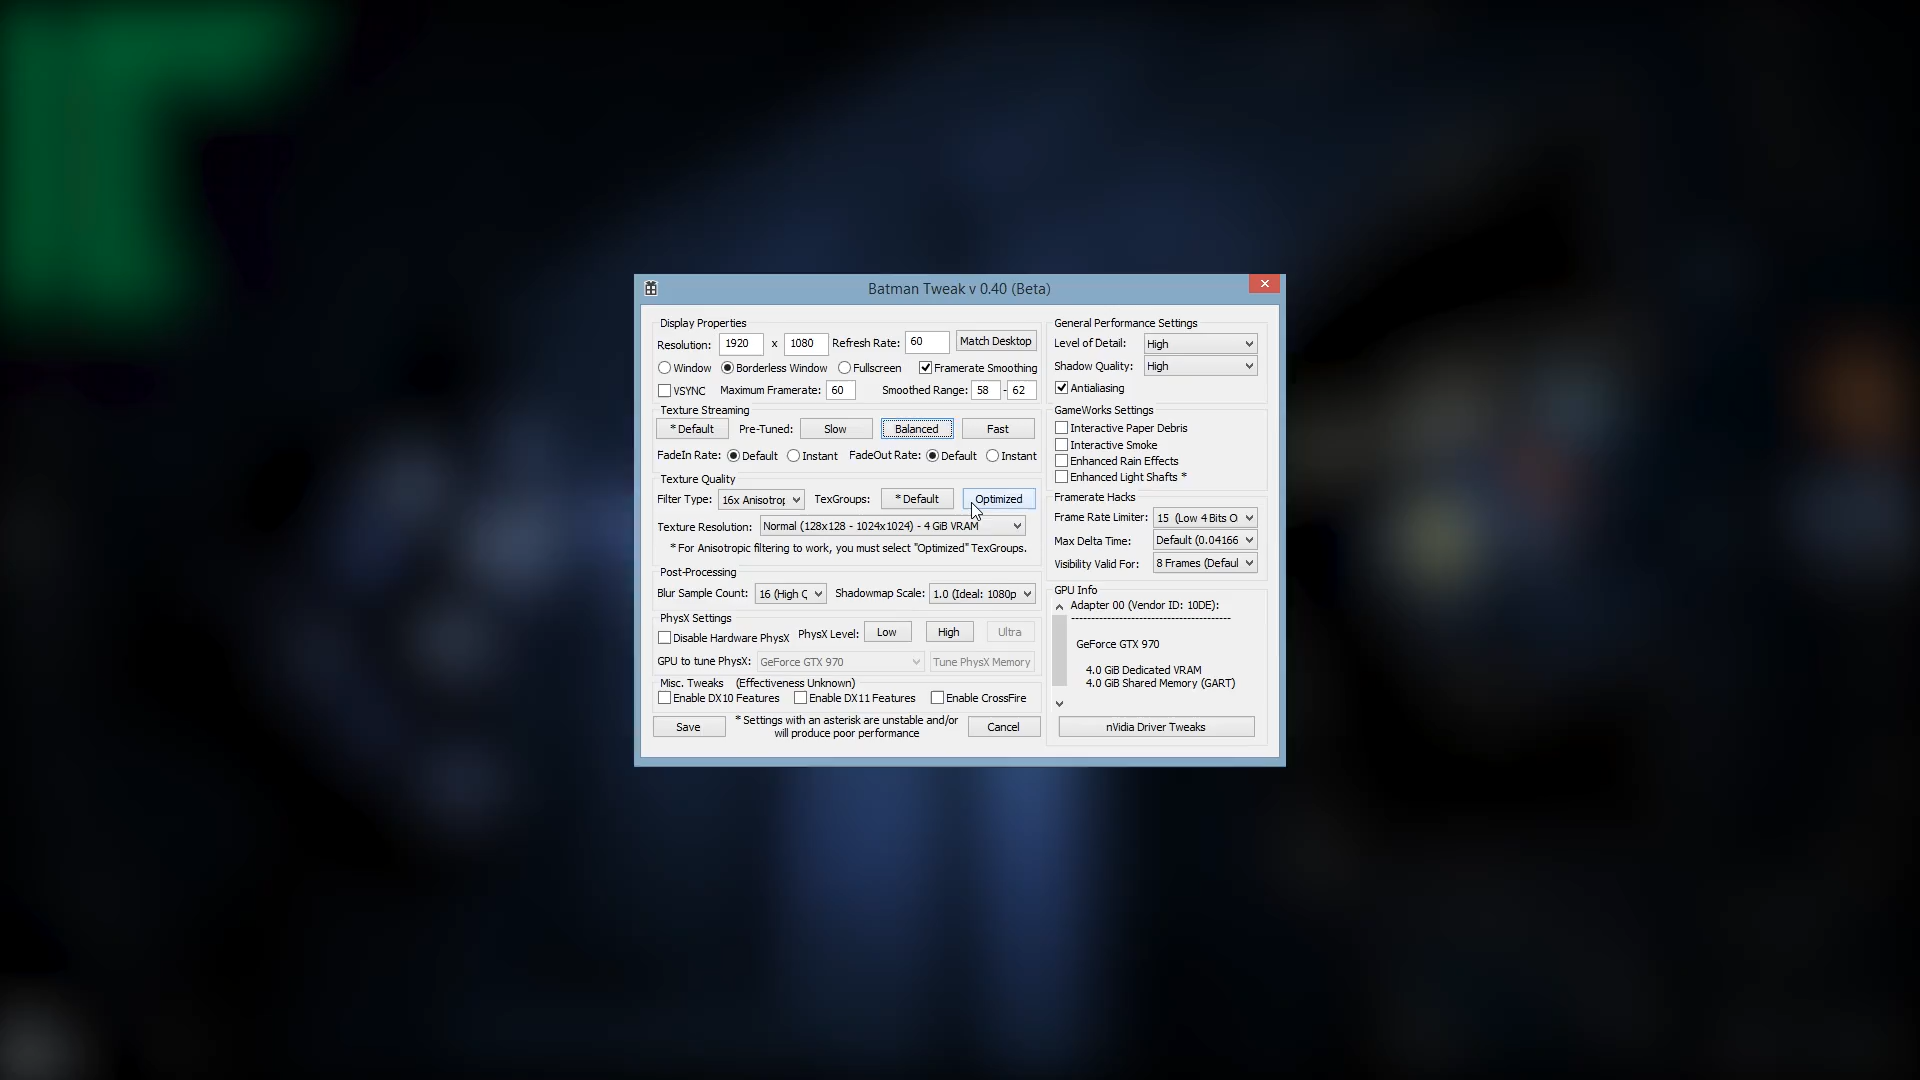 Batman Tweak v 0.40 (Beta)
Display Properties
Resolution: 1920 x 1080 Refresh Rate: 60 Match Desktop
Window Borderless Window Fullscreen Framerate Smoothing
VSYNC Maximum Framerate: 60 Smoothed Range: 58 - 62
Texture Streaming
* Default Pre-Tuned: Slow Balanced Fast
FadeIn Rate: Default Instant FadeOut Rate: Default Instant
Texture Quality
Filter Type: 16x Anisotrop TexGroups: * Default Optimized
Texture Resolution: Normal (128x128 - 1024x1024) - 4 GiB VRAM
* For Anisotropic filtering to work, you must select "Optimized" TexGroups.
Post-Processing
Blur Sample Count: 16 (High Q Shadowmap Scale: 1.0 (Ideal: 1080p
PhysX Settings
Disable Hardware PhysX PhysX Level: Low High Ultra
GPU to tune PhysX: GeForce GTX 970 Tune PhysX Memory
Misc. Tweaks (Effectiveness Unknown)
Enable DX10 Features Enable DX11 Features Enable CrossFire
Save * Settings with an asterisk are unstable and/or
will produce poor performance Cancel
General Performance Settings
Level of Detail: High
Shadow Quality: High
Antialiasing
GameWorks Settings
Interactive Paper Debris
Interactive Smoke
Enhanced Rain Effects
Enhanced Light Shafts *
Framerate Hacks
Frame Rate Limiter: 15 (Low 4 Bits O
Max Delta Time: Default (0.04166
Visibility Valid For: 8 Frames (Defaul
GPU Info
Adapter 00 (Vendor ID: 10DE):
----------------------------------------
GeForce GTX 970
4.0 GiB Dedicated VRAM
4.0 GiB Shared Memory (GART)
nVidia Driver Tweaks